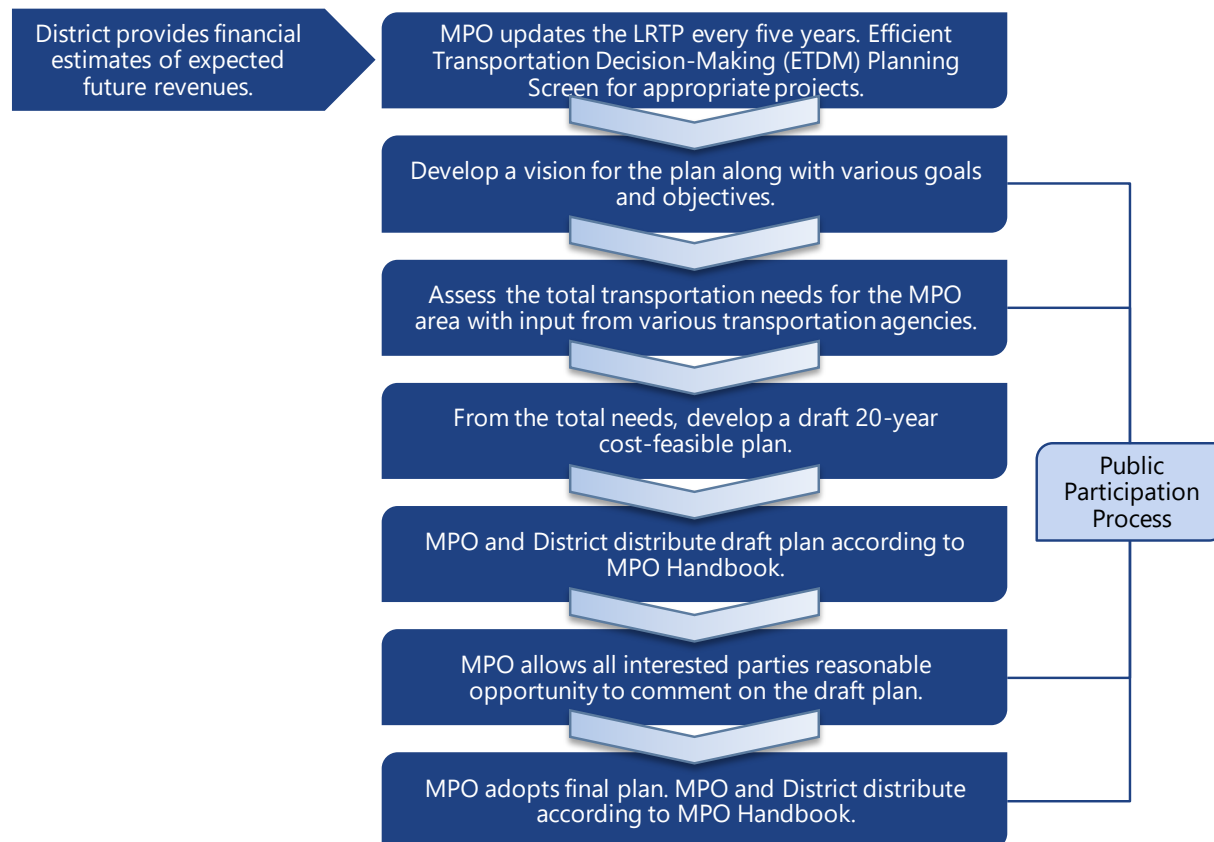 District provides financial
estimates of expected
future revenues.
MPO updates the LRTP every five years. Efficient
Transportation Decision-Making (ETDM) Planning
Screen for appropriate projects.
Develop a vision for the plan along with various goals
and objectives.
Assess the total transportation needs for the MPO
area with input from various transportation agencies.
From the total needs, develop a draft 20-year
cost-feasible plan.
MPO and District distribute draft plan according to
MPO Handbook.
MPO allows all interested parties reasonable
opportunity to comment on the draft plan.
MPO adopts final plan. MPO and District distribute
according to MPO Handbook.
Public
Participation
Process